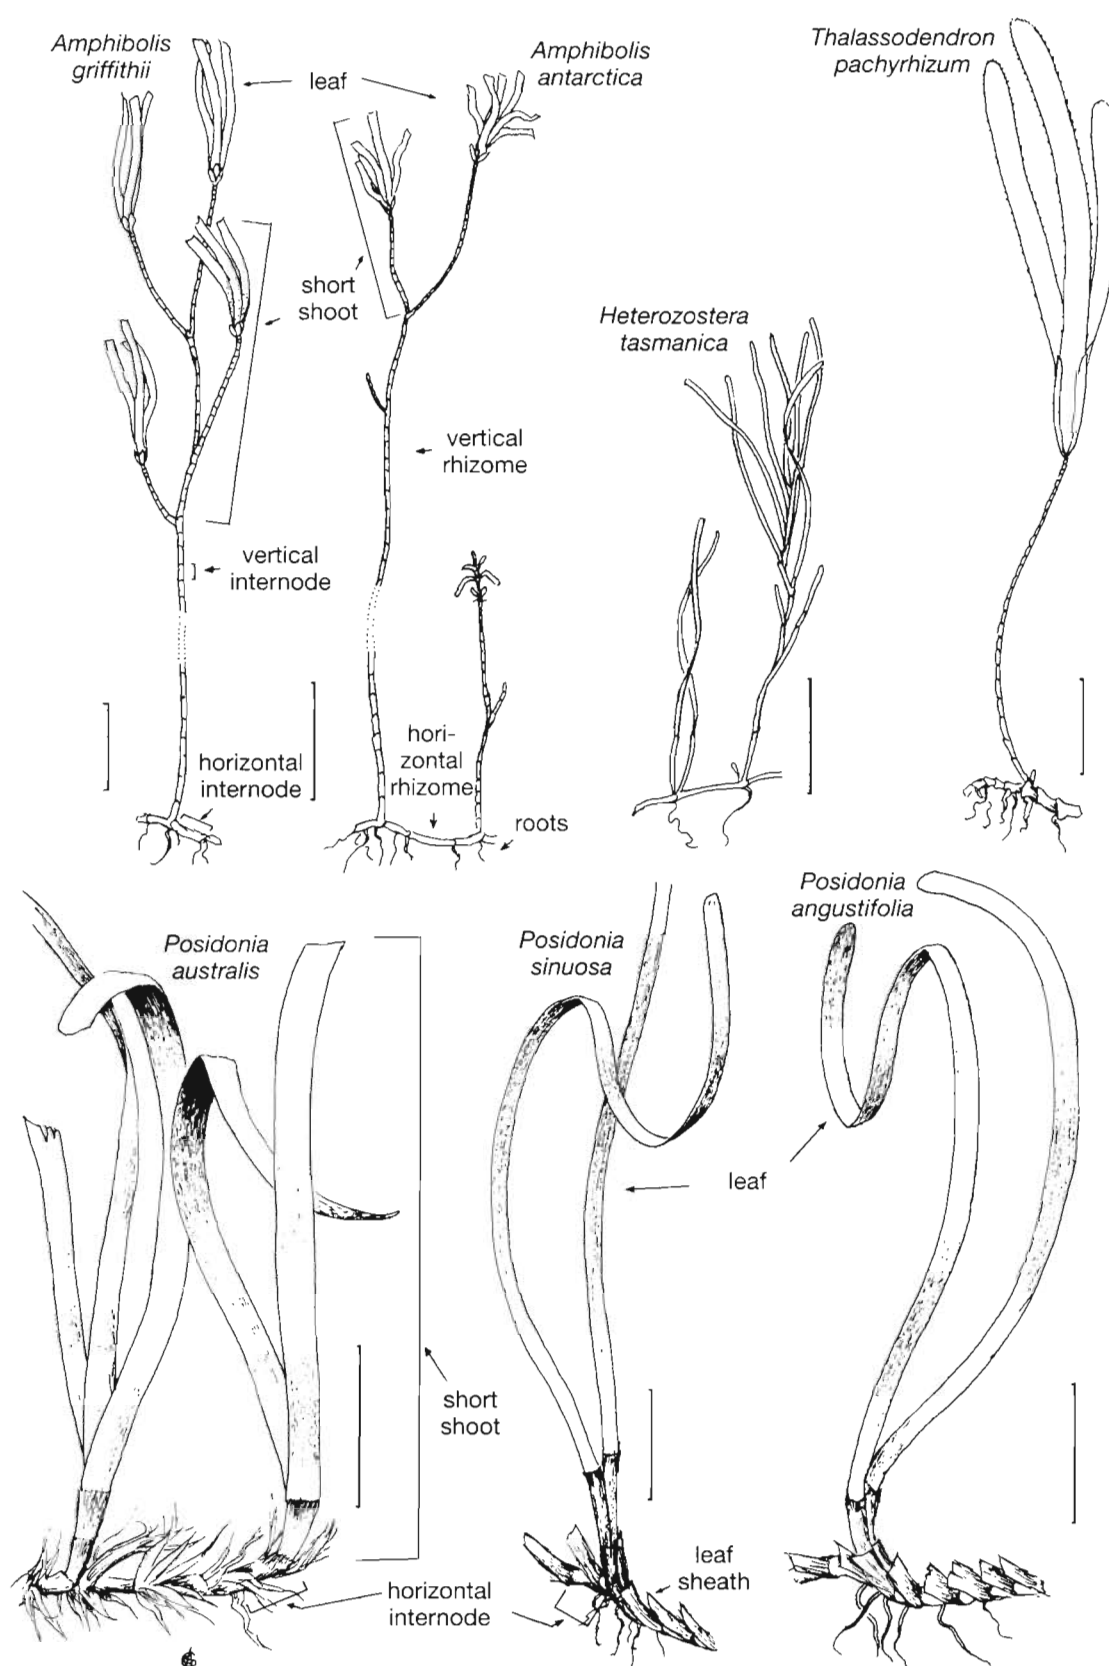 Amphibolis
griffithii
leaf
Amphibolis
antarctica
Thalassodendron
pachyrhizum
short
shoot
Heterozostera
tasmanica
vertical
rhizome
vertical
internode
hori-
zontal
rhizome
horizontal
internode
roots
Posidonia
australis
Posidonia
sinuosa
Posidonia
angustifolia
leaf
short
shoot
leaf
sheath
horizontal
internode